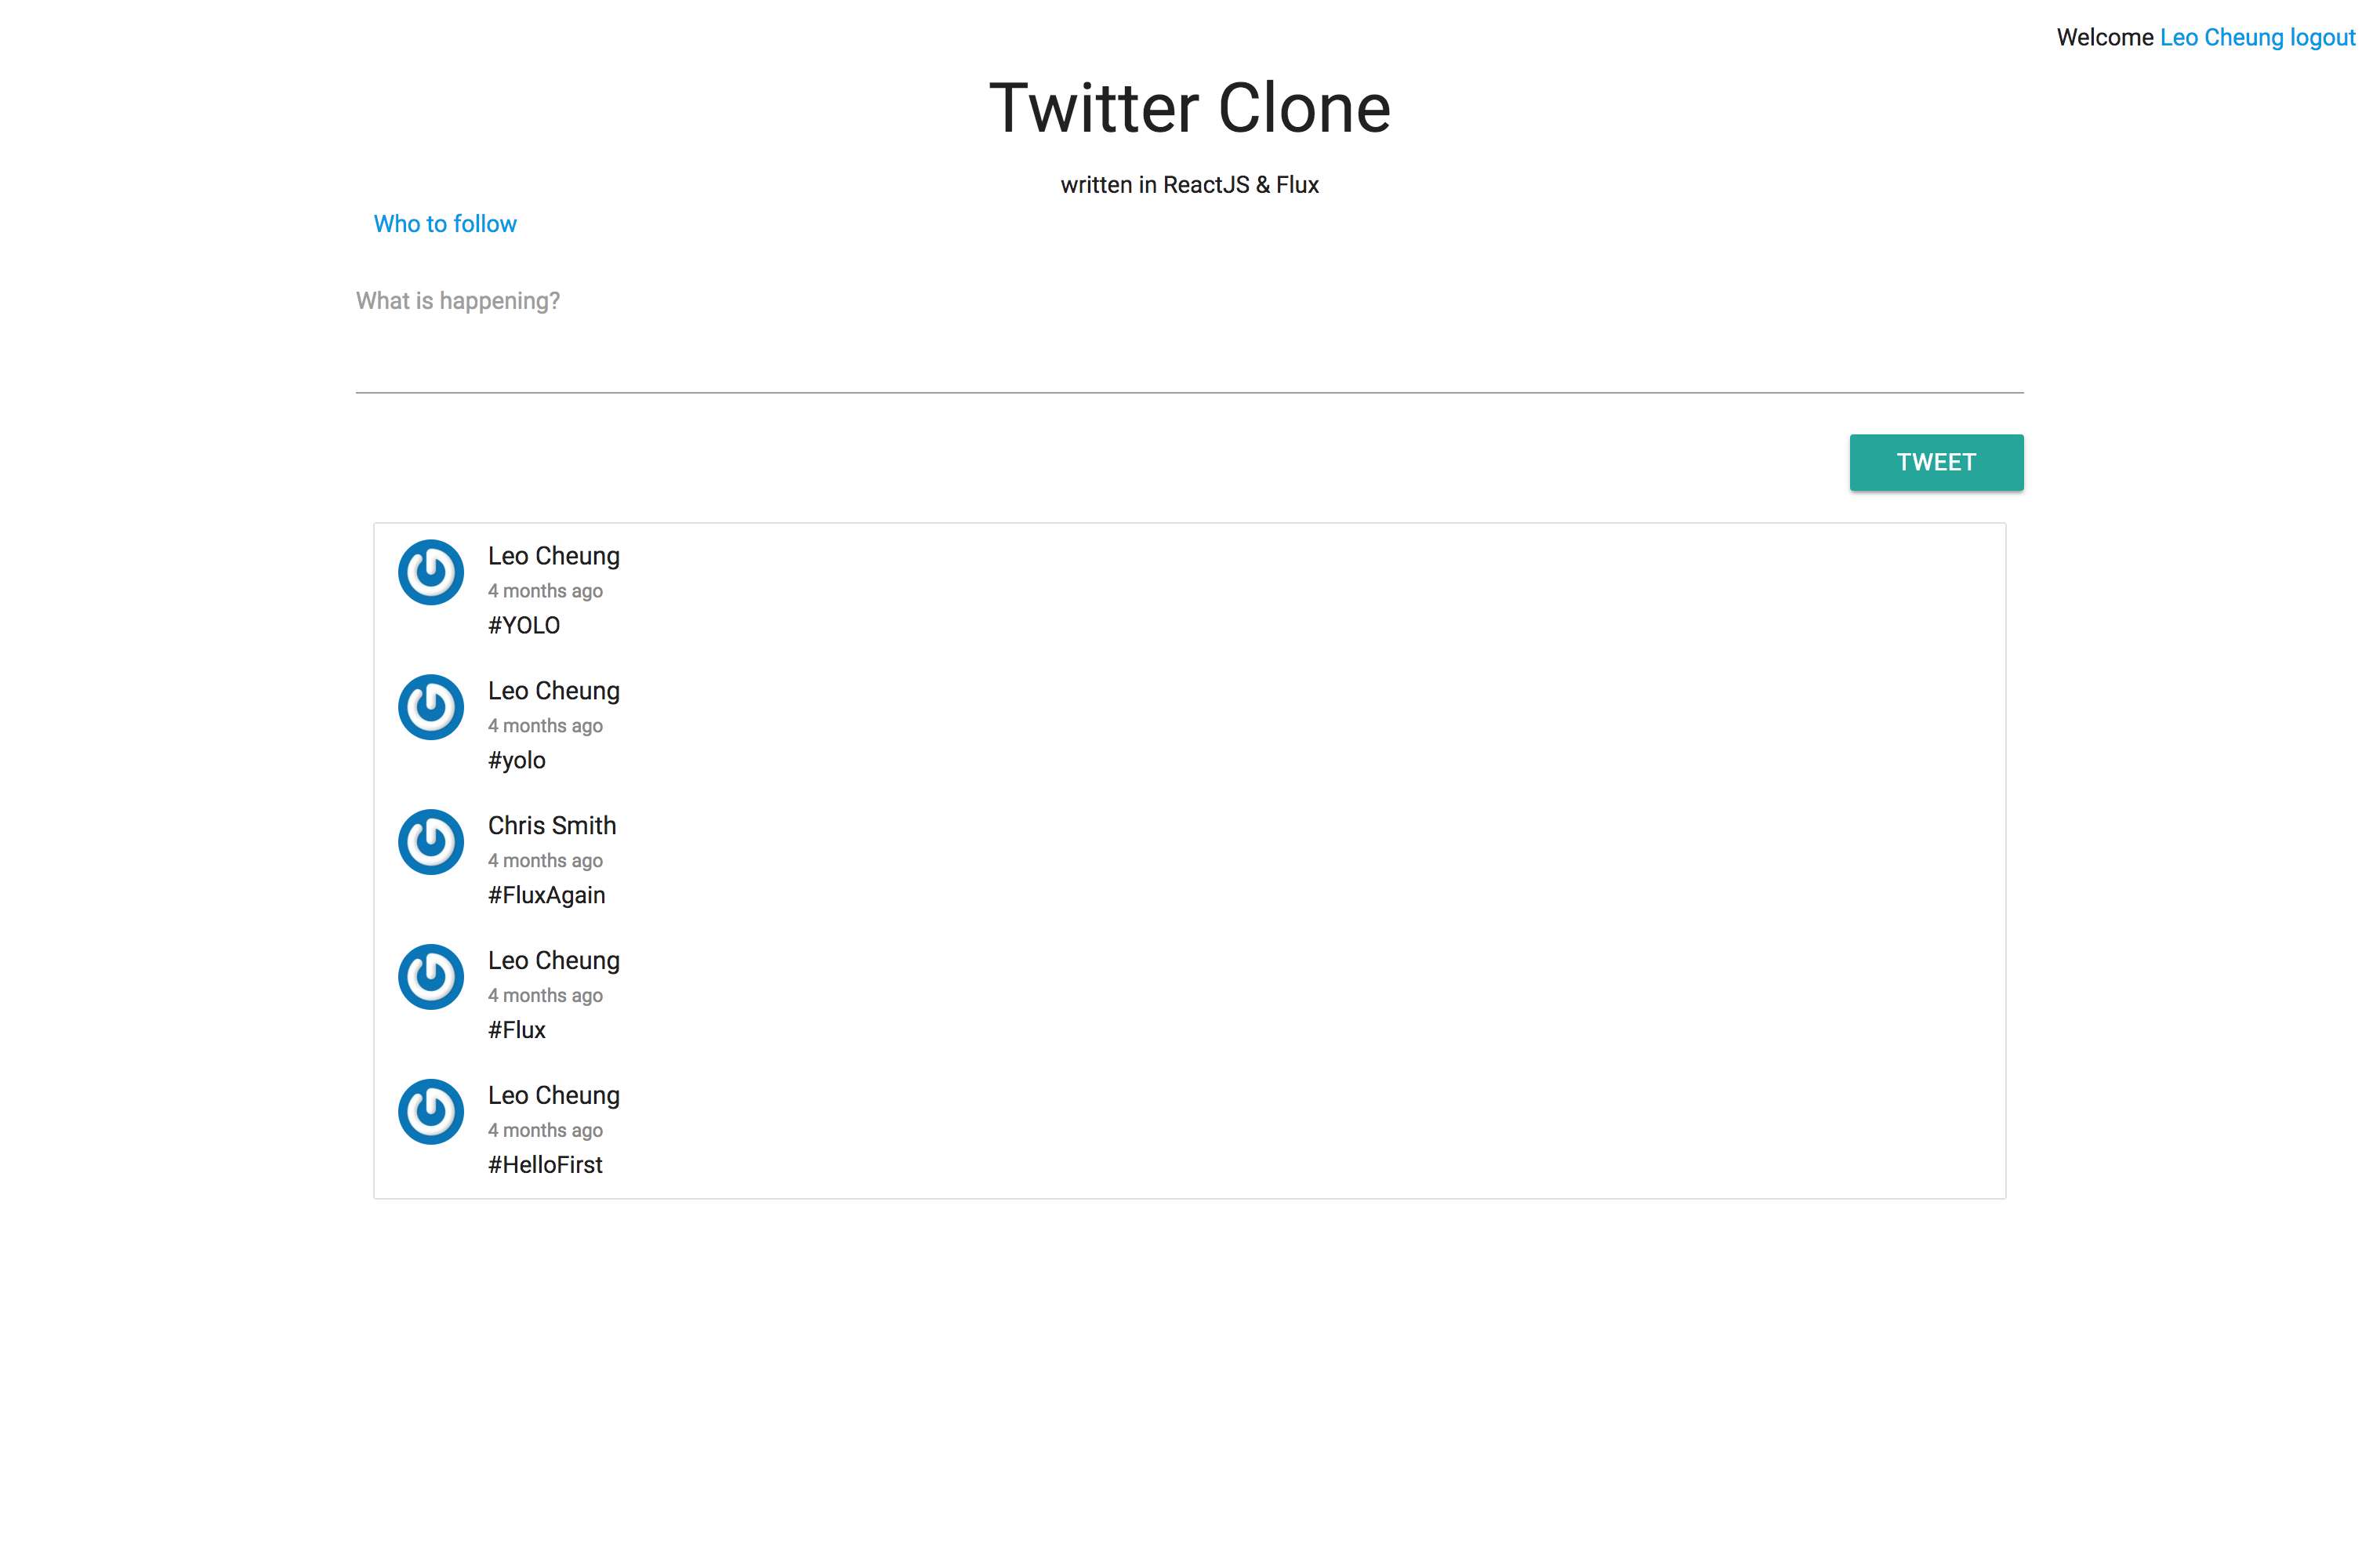 Welcome Leo Cheung logout
Twitter Clone
written in ReactJS & Flux
Who to follow
What is happening?
TWEET
Leo Cheung
4 months ago
#YOLO
Leo Cheung
4 months ago
#yolo
Chris Smith
4 months ago
#FluxAgain
Leo Cheung
4 months ago
#Flux
Leo Cheung
4 months ago
#HelloFirst